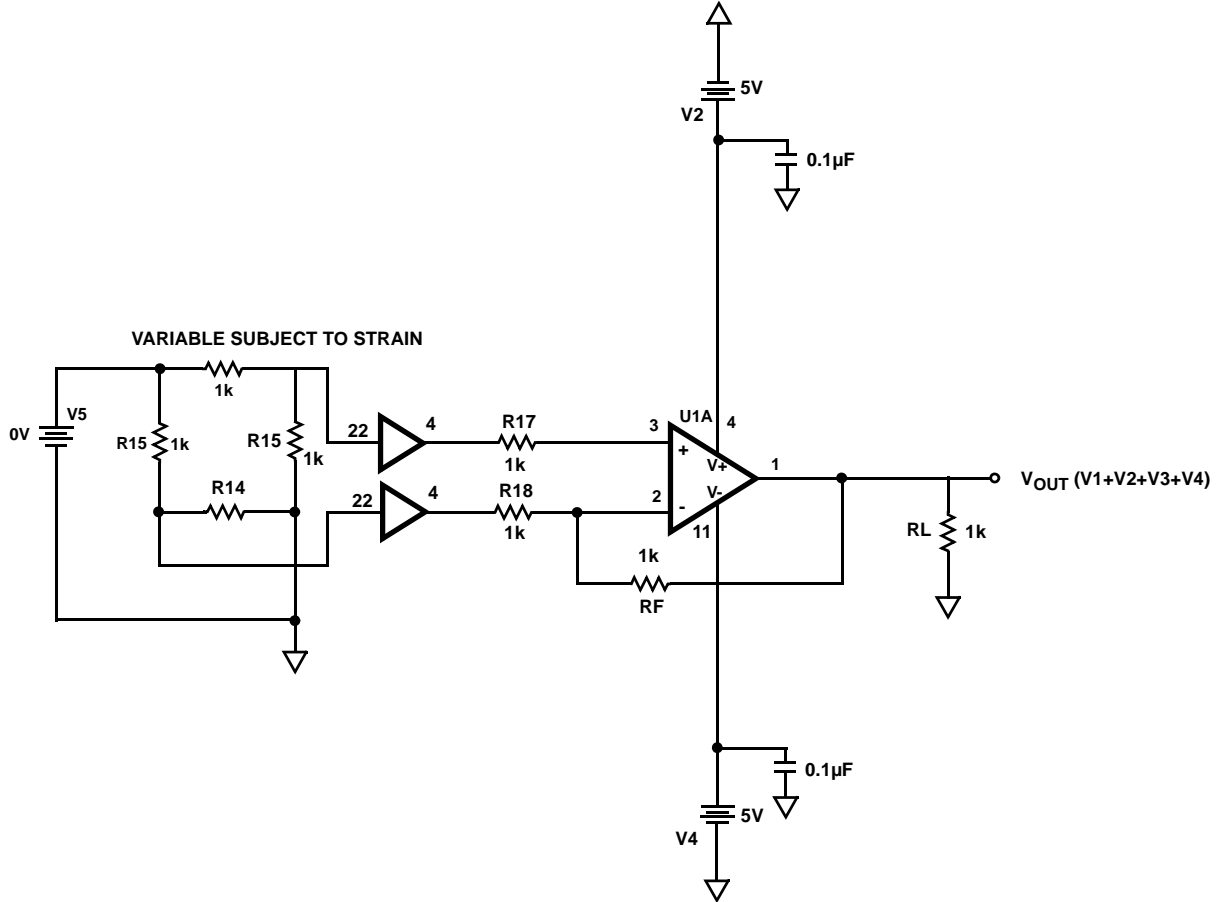 5V
V2
0.1µF
VARIABLE SUBJECT TO STRAIN
1k
V5
0V
R15
1k
R15
1k
R14
22
4
R17
1k
22
4
R18
1k
3
+
2
-
U1A
4
V+
V-
11
1
1k
RF
VOUT (V1+V2+V3+V4)
RL
1k
0.1µF
5V
V4